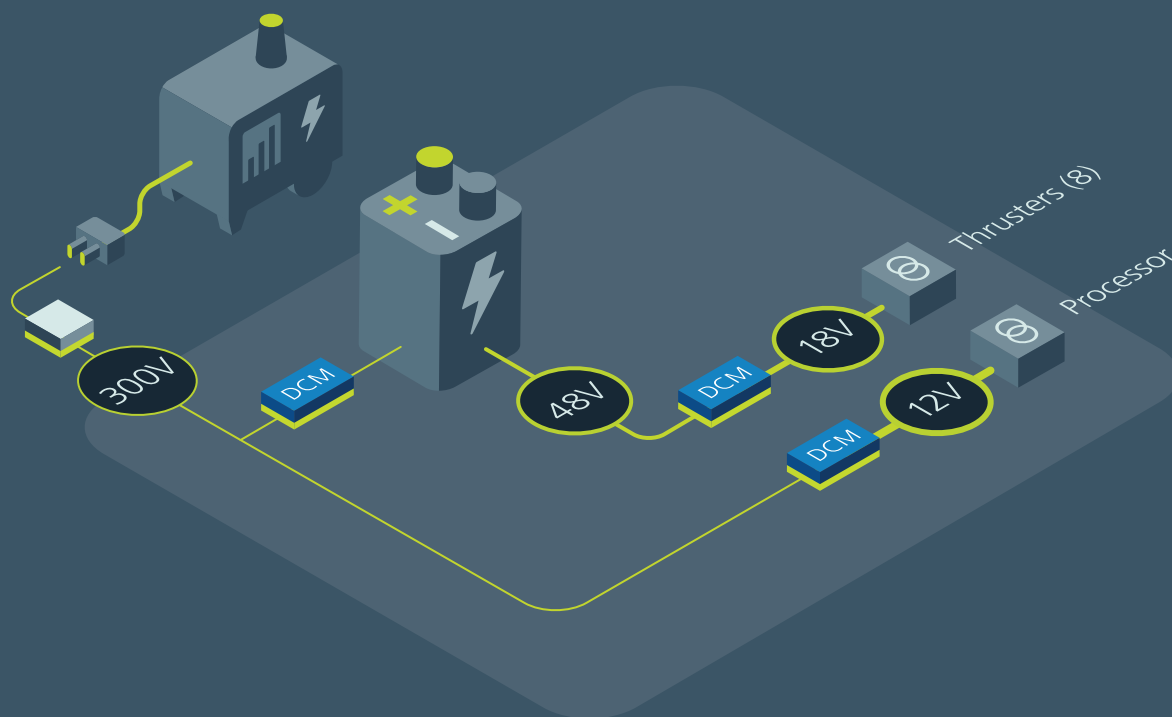 300V
DCM
48V
DCM
18V
Thrusters (8)
DCM
12V
Processor